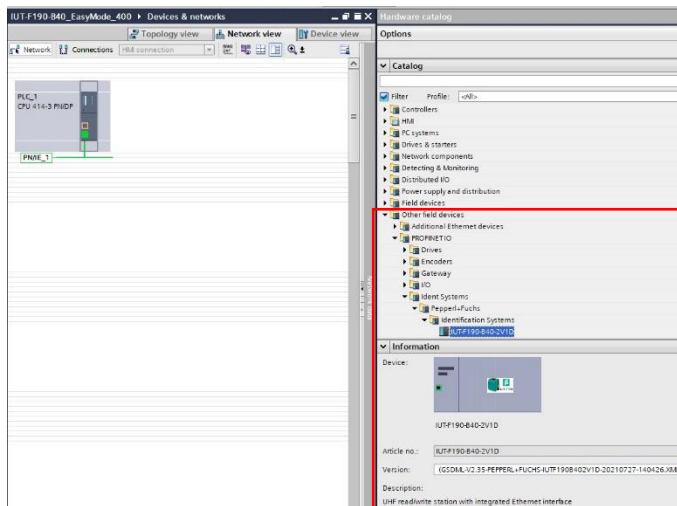 IUT-F190-B40_EasyMode_400 ▸ Devices & networks
Topology view Network view Device view
Network Connections HMI connection
PLC_1
CPU 414-3 PN/DP
PN/IE_1
Hardware catalog
Options
Catalog
Filter Profile: <All>
Controllers
HMI
PC systems
Drives & starters
Network components
Detecting & Monitoring
Distributed I/O
Power supply and distribution
Field devices
Other field devices
Additional Ethernet devices
PROFINET IO
Drives
Encoders
Gateway
I/O
Ident Systems
Pepperl+Fuchs
Identification Systems
IUT-F190-B40-2V1D
Information
Device:
IUT-F190-B40-2V1D
Article no.: IUT-F190-B40-2V1D
Version: (GSDML-V2.35-PEPPERL+FUCHS-IUTF190B402V1D-20210727-140426.XM
Description:
UHF read/write station with integrated Ethernet interface